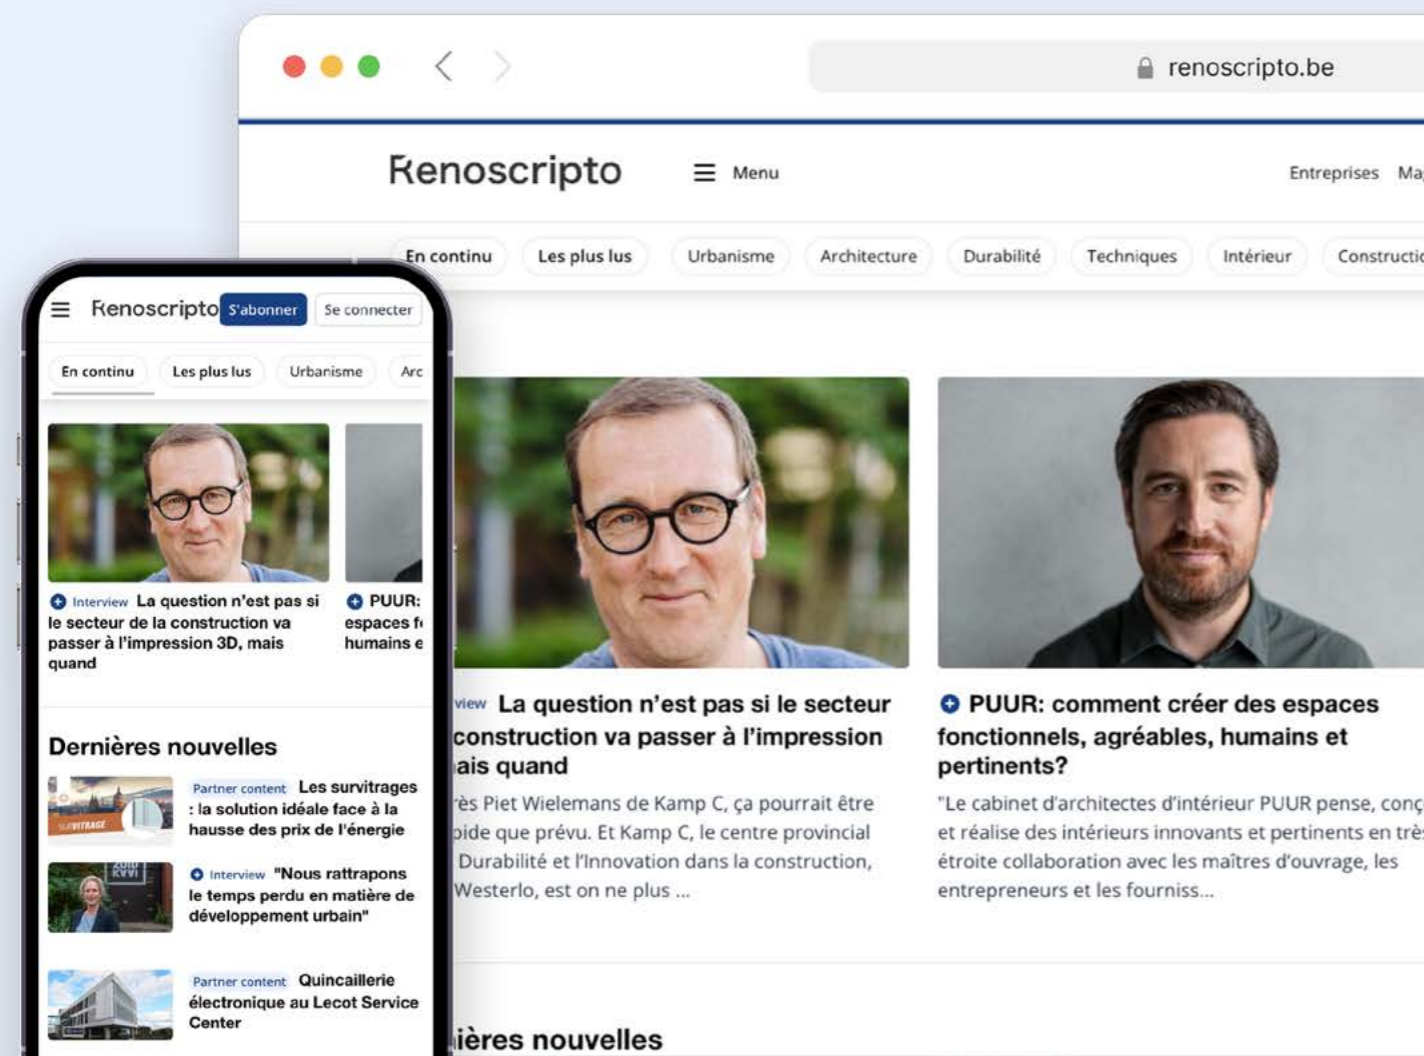 renoscripto.be
Renoscripto
Menu
Entreprises
En continu
Les plus lus
Urbanisme
Architecture
Durabilité
Techniques
Intérieur
view La question n'est pas si le secteur
construction va passer à l'impression
ais quand
rès Piet Wielemans de Kamp C, ça pourrait être
pide que prévu. Et Kamp C, le centre provincial
Durabilité et l'Innovation dans la construction,
Westerlo, est on ne plus ...
PUUR: comment créer des espaces
fonctionnels, agréables, humains et
pertinents?
"Le cabinet d'architectes d'intérieur PUUR pense, conç
et réalise des intérieurs innovants et pertinents en très
étroite collaboration avec les maîtres d'ouvrage, les
entrepreneurs et les fourniss...
ières nouvelles
Renoscripto
S'abonner
Se connecter
En continu
Les plus lus
Urbanisme
Arc
Interview La question n'est pas si
le secteur de la construction va
passer à l'impression 3D, mais
quand
PUUR:
espaces
humains
Dernières nouvelles
SURVITRAGE
Partner content Les survitrages
: la solution idéale face à la
hausse des prix de l'énergie
Interview "Nous rattrapons
le temps perdu en matière de
développement urbain"
Partner content Quincaillerie
électronique au Lecot Service
Center